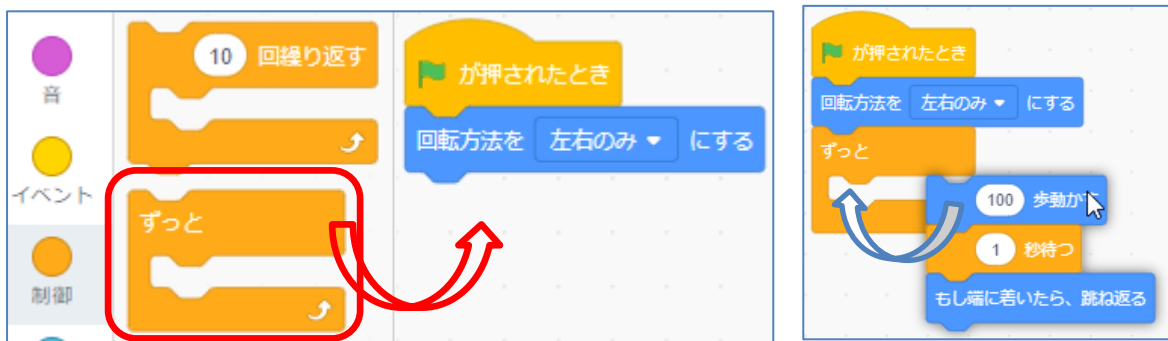 音
イベント
制御
10 回繰り返す
ずっと
が押されたとき
回転方法を 左右のみ にする
が押されたとき
回転方法を 左右のみ にする
ずっと
100 歩動かす
1 秒待つ
もし端に着いたら、跳ね返る